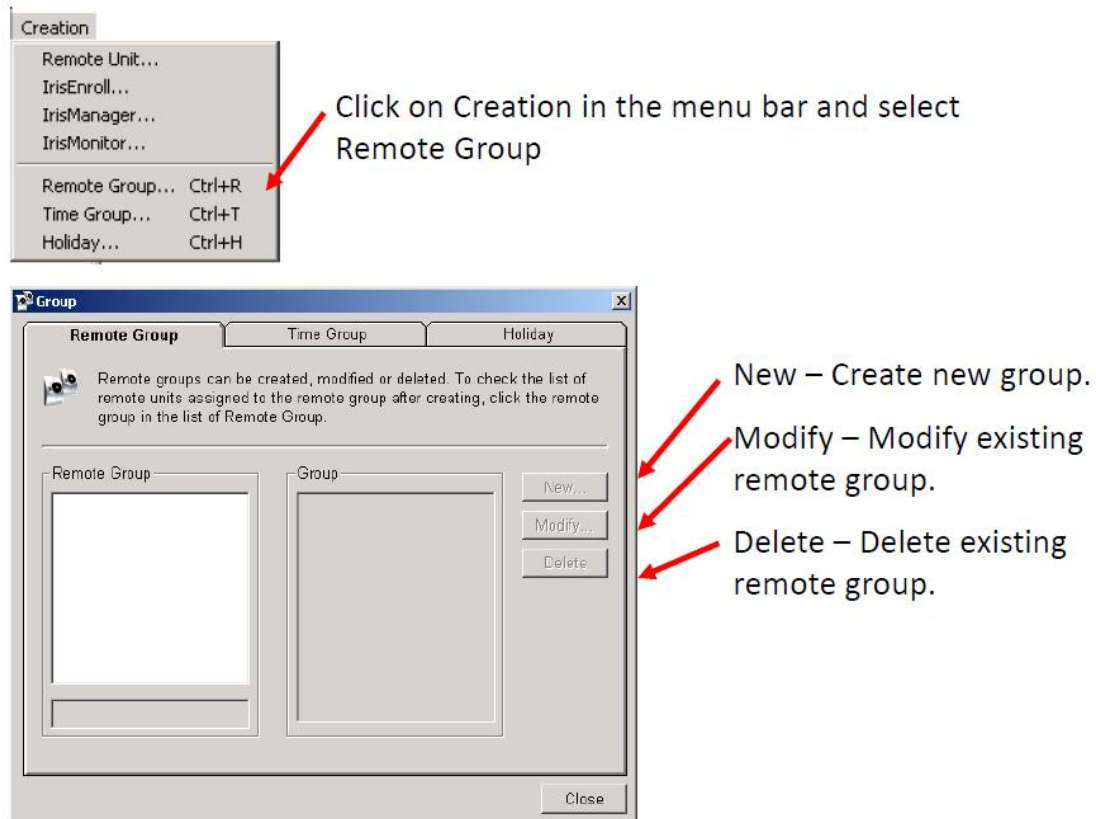 Creation
Remote Unit...
IrisEnroll...
IrisManager...
IrisMonitor...
Remote Group... Ctrl+R
Time Group... Ctrl+T
Holiday... Ctrl+H
Click on Creation in the menu bar and select
Remote Group
Group
Remote Group Time Group Holiday
Remote groups can be created, modified or deleted. To check the list of
remote units assigned to the remote group after creating, click the remote
group in the list of Remote Group.
Remote Group Group
New...
Modify...
Delete
Close
New – Create new group.
Modify – Modify existing
remote group.
Delete – Delete existing
remote group.